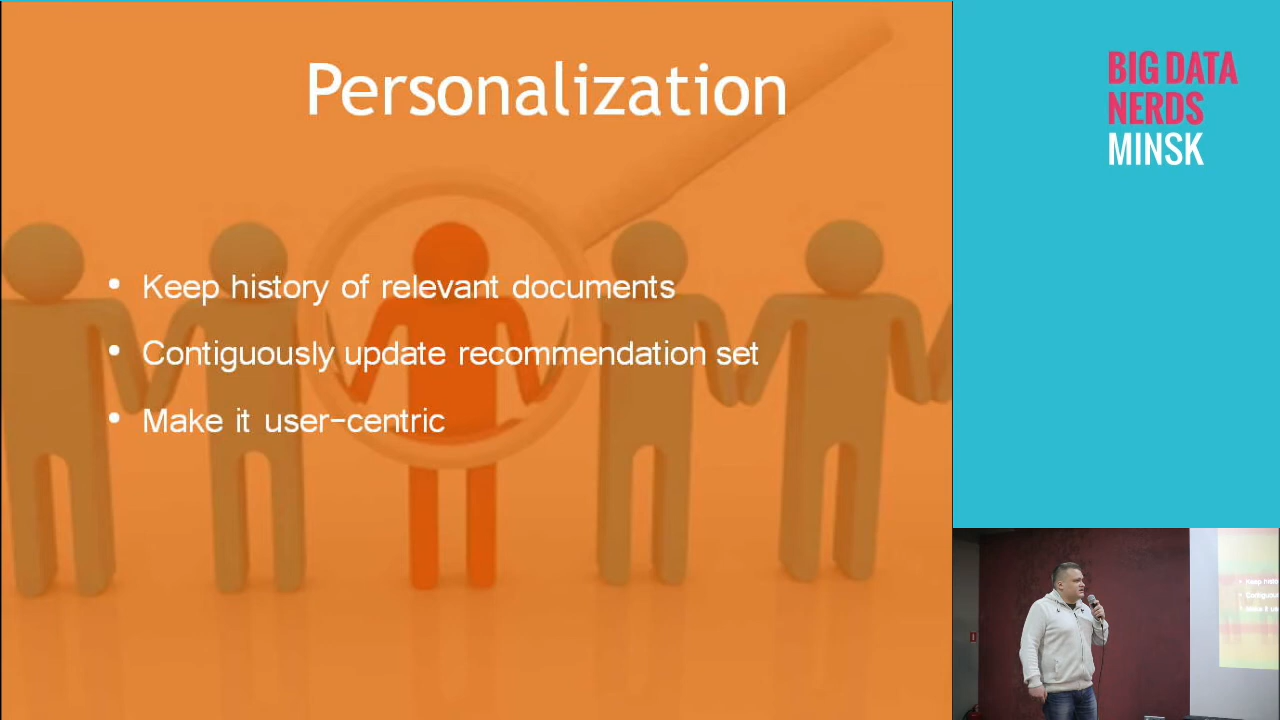 Personalization
• Keep history of relevant documents
• Contiguously update recommendation set
• Make it user-centric
BIG DATA
NERDS
MINSK